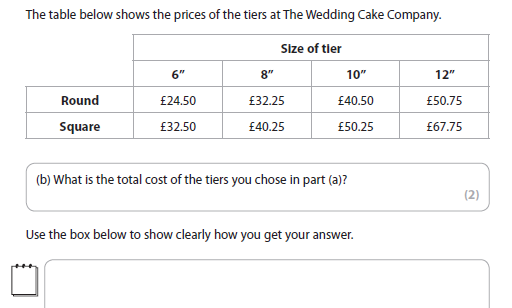 The table below shows the prices of the tiers at The Wedding Cake Company.
Size of tier
6” 8” 10” 12”
Round £24.50 £32.25 £40.50 £50.75
Square £32.50 £40.25 £50.25 £67.75
(b) What is the total cost of the tiers you chose in part (a)?
(2)
Use the box below to show clearly how you get your answer.